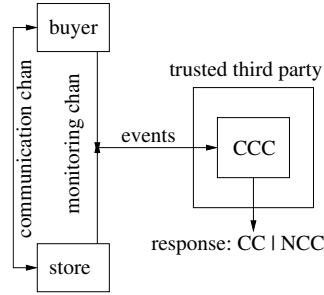 buyer
communication chan
monitoring chan
trusted third party
events
CCC
store
response: CC | NCC